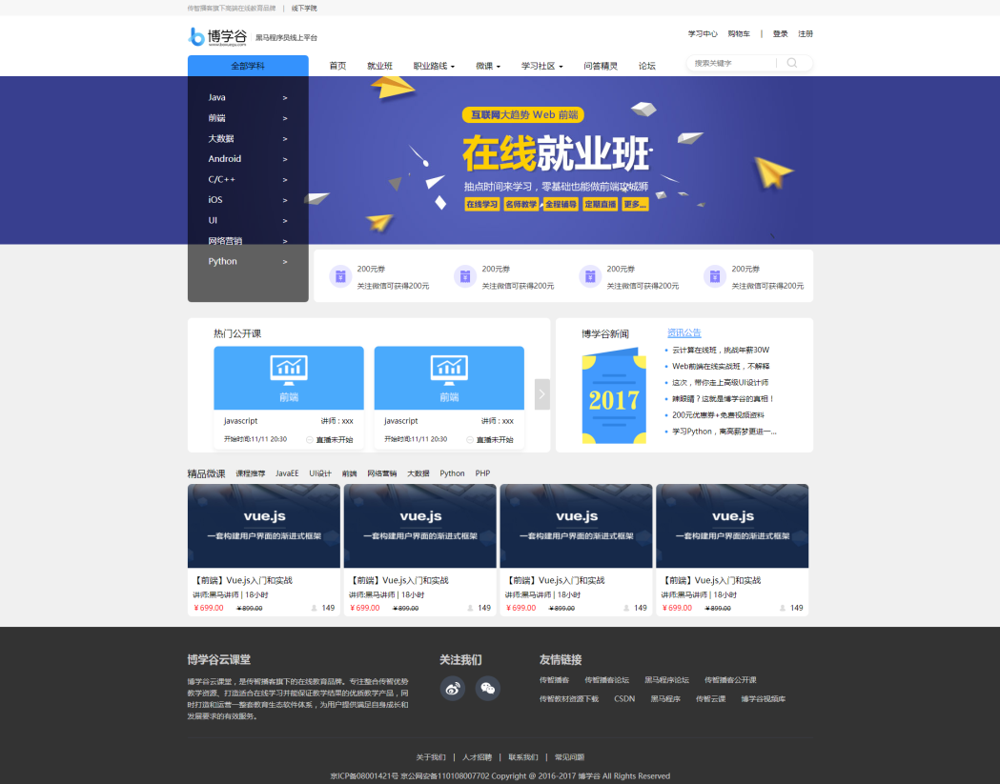 传智播客旗下高端在线教育品牌 | 线下学院
博学谷 黑马程序员线上平台
www.boxuegu.com
学习中心 购物车 | 登录 注册
全部学科 首页 就业班 职业路线 微课 学习社区 问答精灵 论坛 搜索关键字
Java >
前端 >
大数据 >
Android >
C/C++ >
iOS >
UI >
网络营销 >
Python >
互联网大趋势 Web 前端
在线就业班
抽点时间来学习，零基础也能做前端攻城狮
在线学习 名师教学 全程辅导 定期直播 更多...
200元券 200元券 200元券 200元券
关注微信可获得200元 关注微信可获得200元 关注微信可获得200元 关注微信可获得200元
热门公开课
前端 前端
javascript 讲师 : xxx javascript 讲师 : xxx
开始时间:11/11 20:30 直播未开始 开始时间:11/11 20:30 直播未开始
>
博学谷新闻 资讯公告
2017
云计算在线班，挑战年薪30W
Web前端在线实战班，不解释
这次，带你走上高级UI设计师
辣眼睛？这就是博学谷的真相！
200元优惠券+免费视频资料
学习Python，离高薪梦更进一...
精品微课 课程推荐 JavaEE UI设计 前端 网络营销 大数据 Python PHP
vue.js vue.js vue.js vue.js
一套构建用户界面的渐进式框架 一套构建用户界面的渐进式框架 一套构建用户界面的渐进式框架 一套构建用户界面的渐进式框架
【前端】Vue.js入门和实战 【前端】Vue.js入门和实战 【前端】Vue.js入门和实战 【前端】Vue.js入门和实战
讲师:黑马讲师 | 18小时 讲师:黑马讲师 | 18小时 讲师:黑马讲师 | 18小时 讲师:黑马讲师 | 18小时
￥699.00 ￥899.00 149 ￥699.00 ￥899.00 149 ￥699.00 ￥899.00 149 ￥699.00 ￥899.00 149
博学谷云课堂
博学谷云课堂，是传智播客旗下的在线教育品牌。专注整合传智优势
教学资源、打造适合在线学习并能保证教学结果的优质教学产品，同
时打造和运营一整套教育生态软件体系，为用户提供满足自身成长和
发展要求的有效服务。
关注我们
友情链接
传智播客 传智播客论坛 黑马程序论坛 传智播客公开课
传智教材资源下载 CSDN 黑马程序 传智云课 博学谷视频库
关于我们 | 人才招聘 | 联系我们 | 常见问题
京ICP备08001421号 京公网安备110108007702 Copyright @ 2016-2017 博学谷 All Rights Reserved